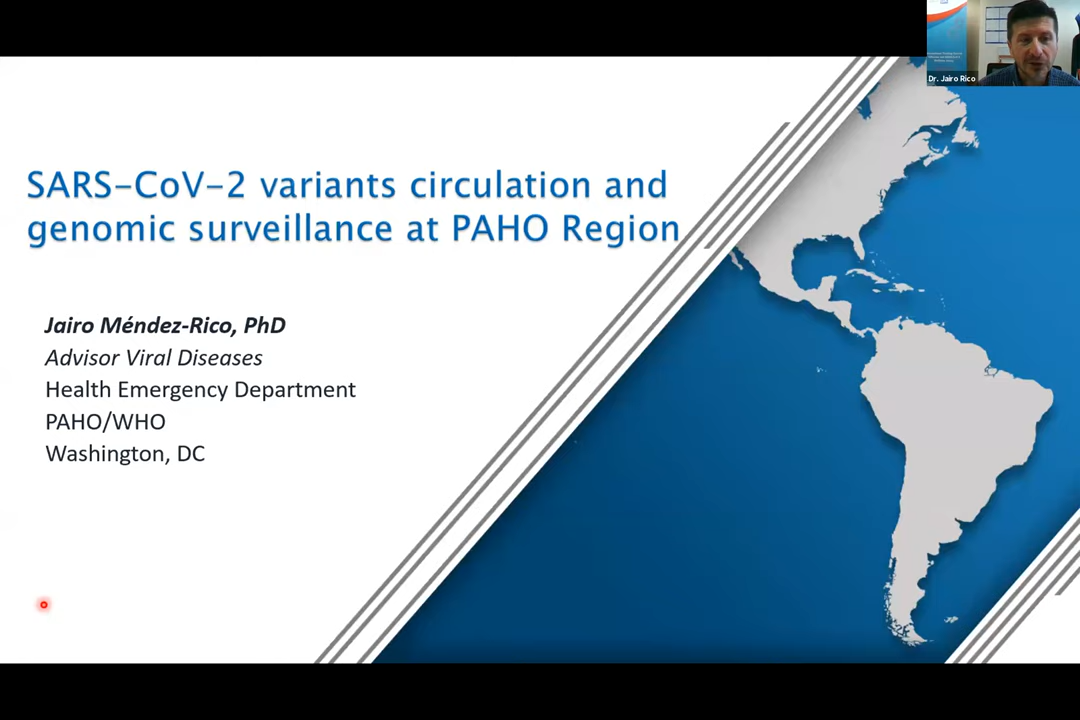 SARS-CoV-2 variants circulation and
genomic surveillance at PAHO Region
Jairo Méndez-Rico, PhD
Advisor Viral Diseases
Health Emergency Department
PAHO/WHO
Washington, DC
Dr. Jairo Rico